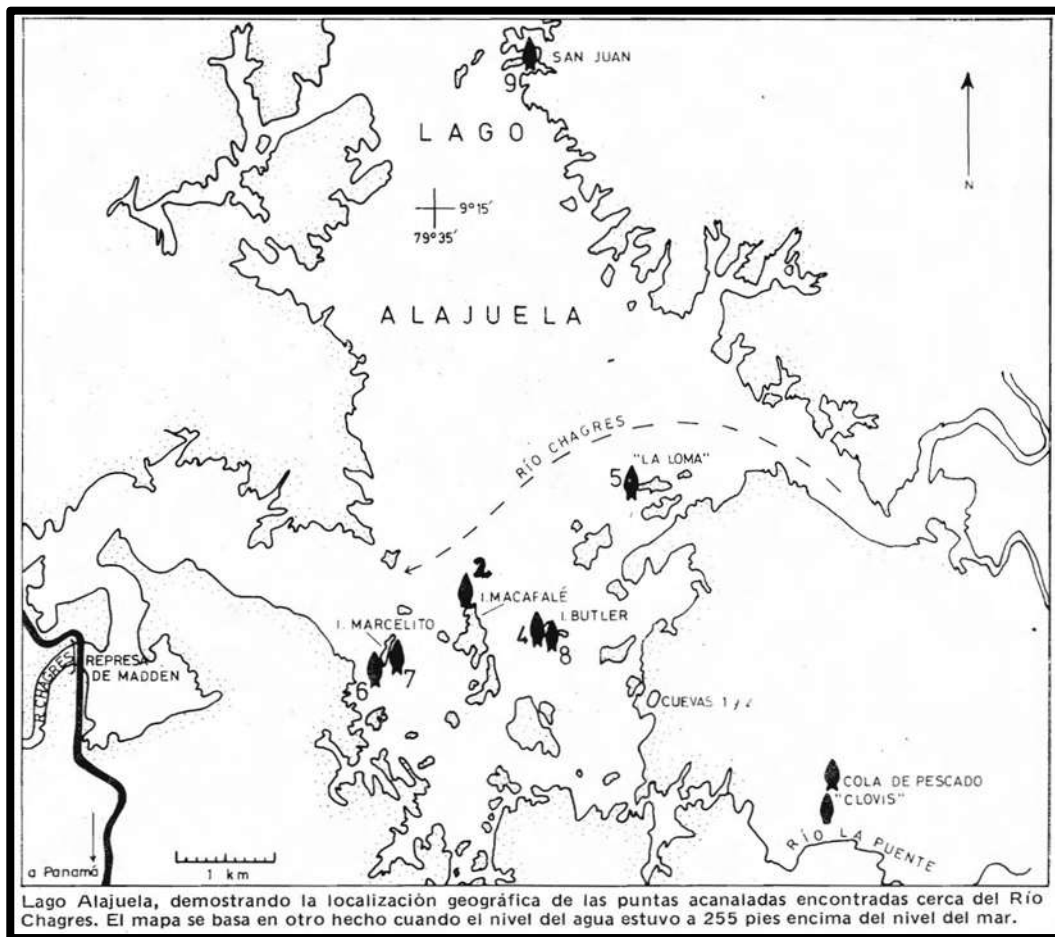 SAN JUAN
9
LAGO
N
9°15′
79°35′
ALAJUELA
RÍO CHAGRES
"LA LOMA"
5
2
I.MACAFALÉ
I.BUTLER
I. MARCELITO
4
8
7
6
REPRESA
DE MADDEN
R.CHAGRES
CUEVAS 1 y 2
COLA DE PESCADO
"CLOVIS"
RÍO LA PUENTE
a Panamá
1 km
Lago Alajuela, demostrando la localización geográfica de las puntas acanaladas encontradas cerca del Río
Chagres. El mapa se basa en otro hecho cuando el nivel del agua estuvo a 255 pies encima del nivel del mar.